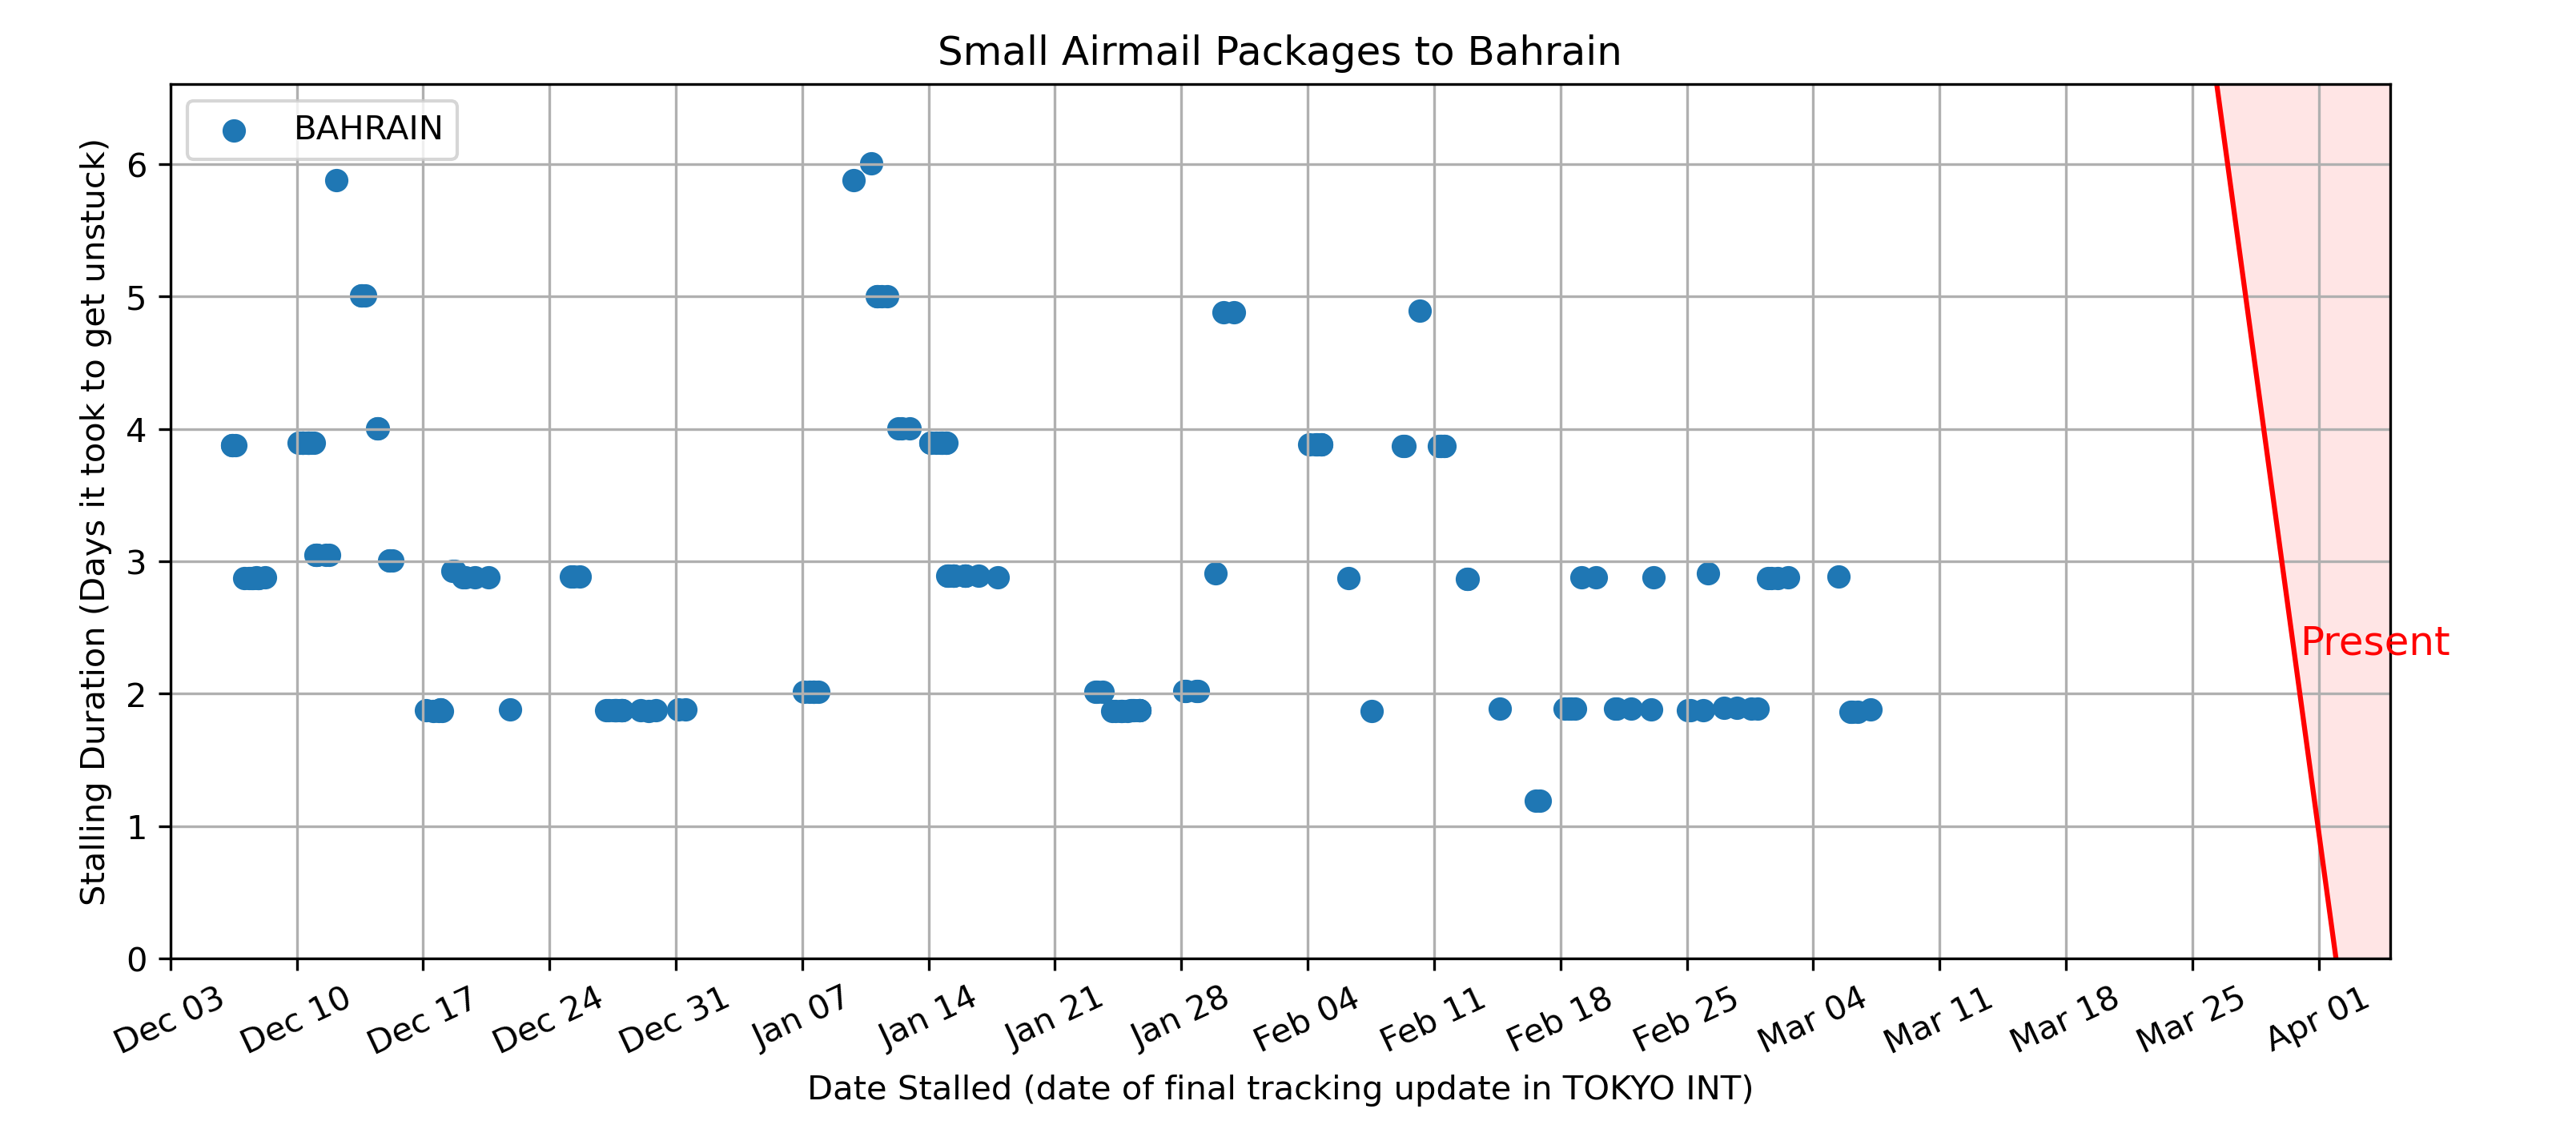 Small Airmail Packages to Bahrain
BAHRAIN
Stalling Duration (Days it took to get unstuck)
6
5
4
3
2
1
0
Present
Dec 03
Dec 10
Dec 17
Dec 24
Dec 31
Jan 07
Jan 14
Jan 21
Jan 28
Feb 04
Feb 11
Feb 18
Feb 25
Mar 04
Mar 11
Mar 18
Mar 25
Apr 01
Date Stalled (date of final tracking update in TOKYO INT)